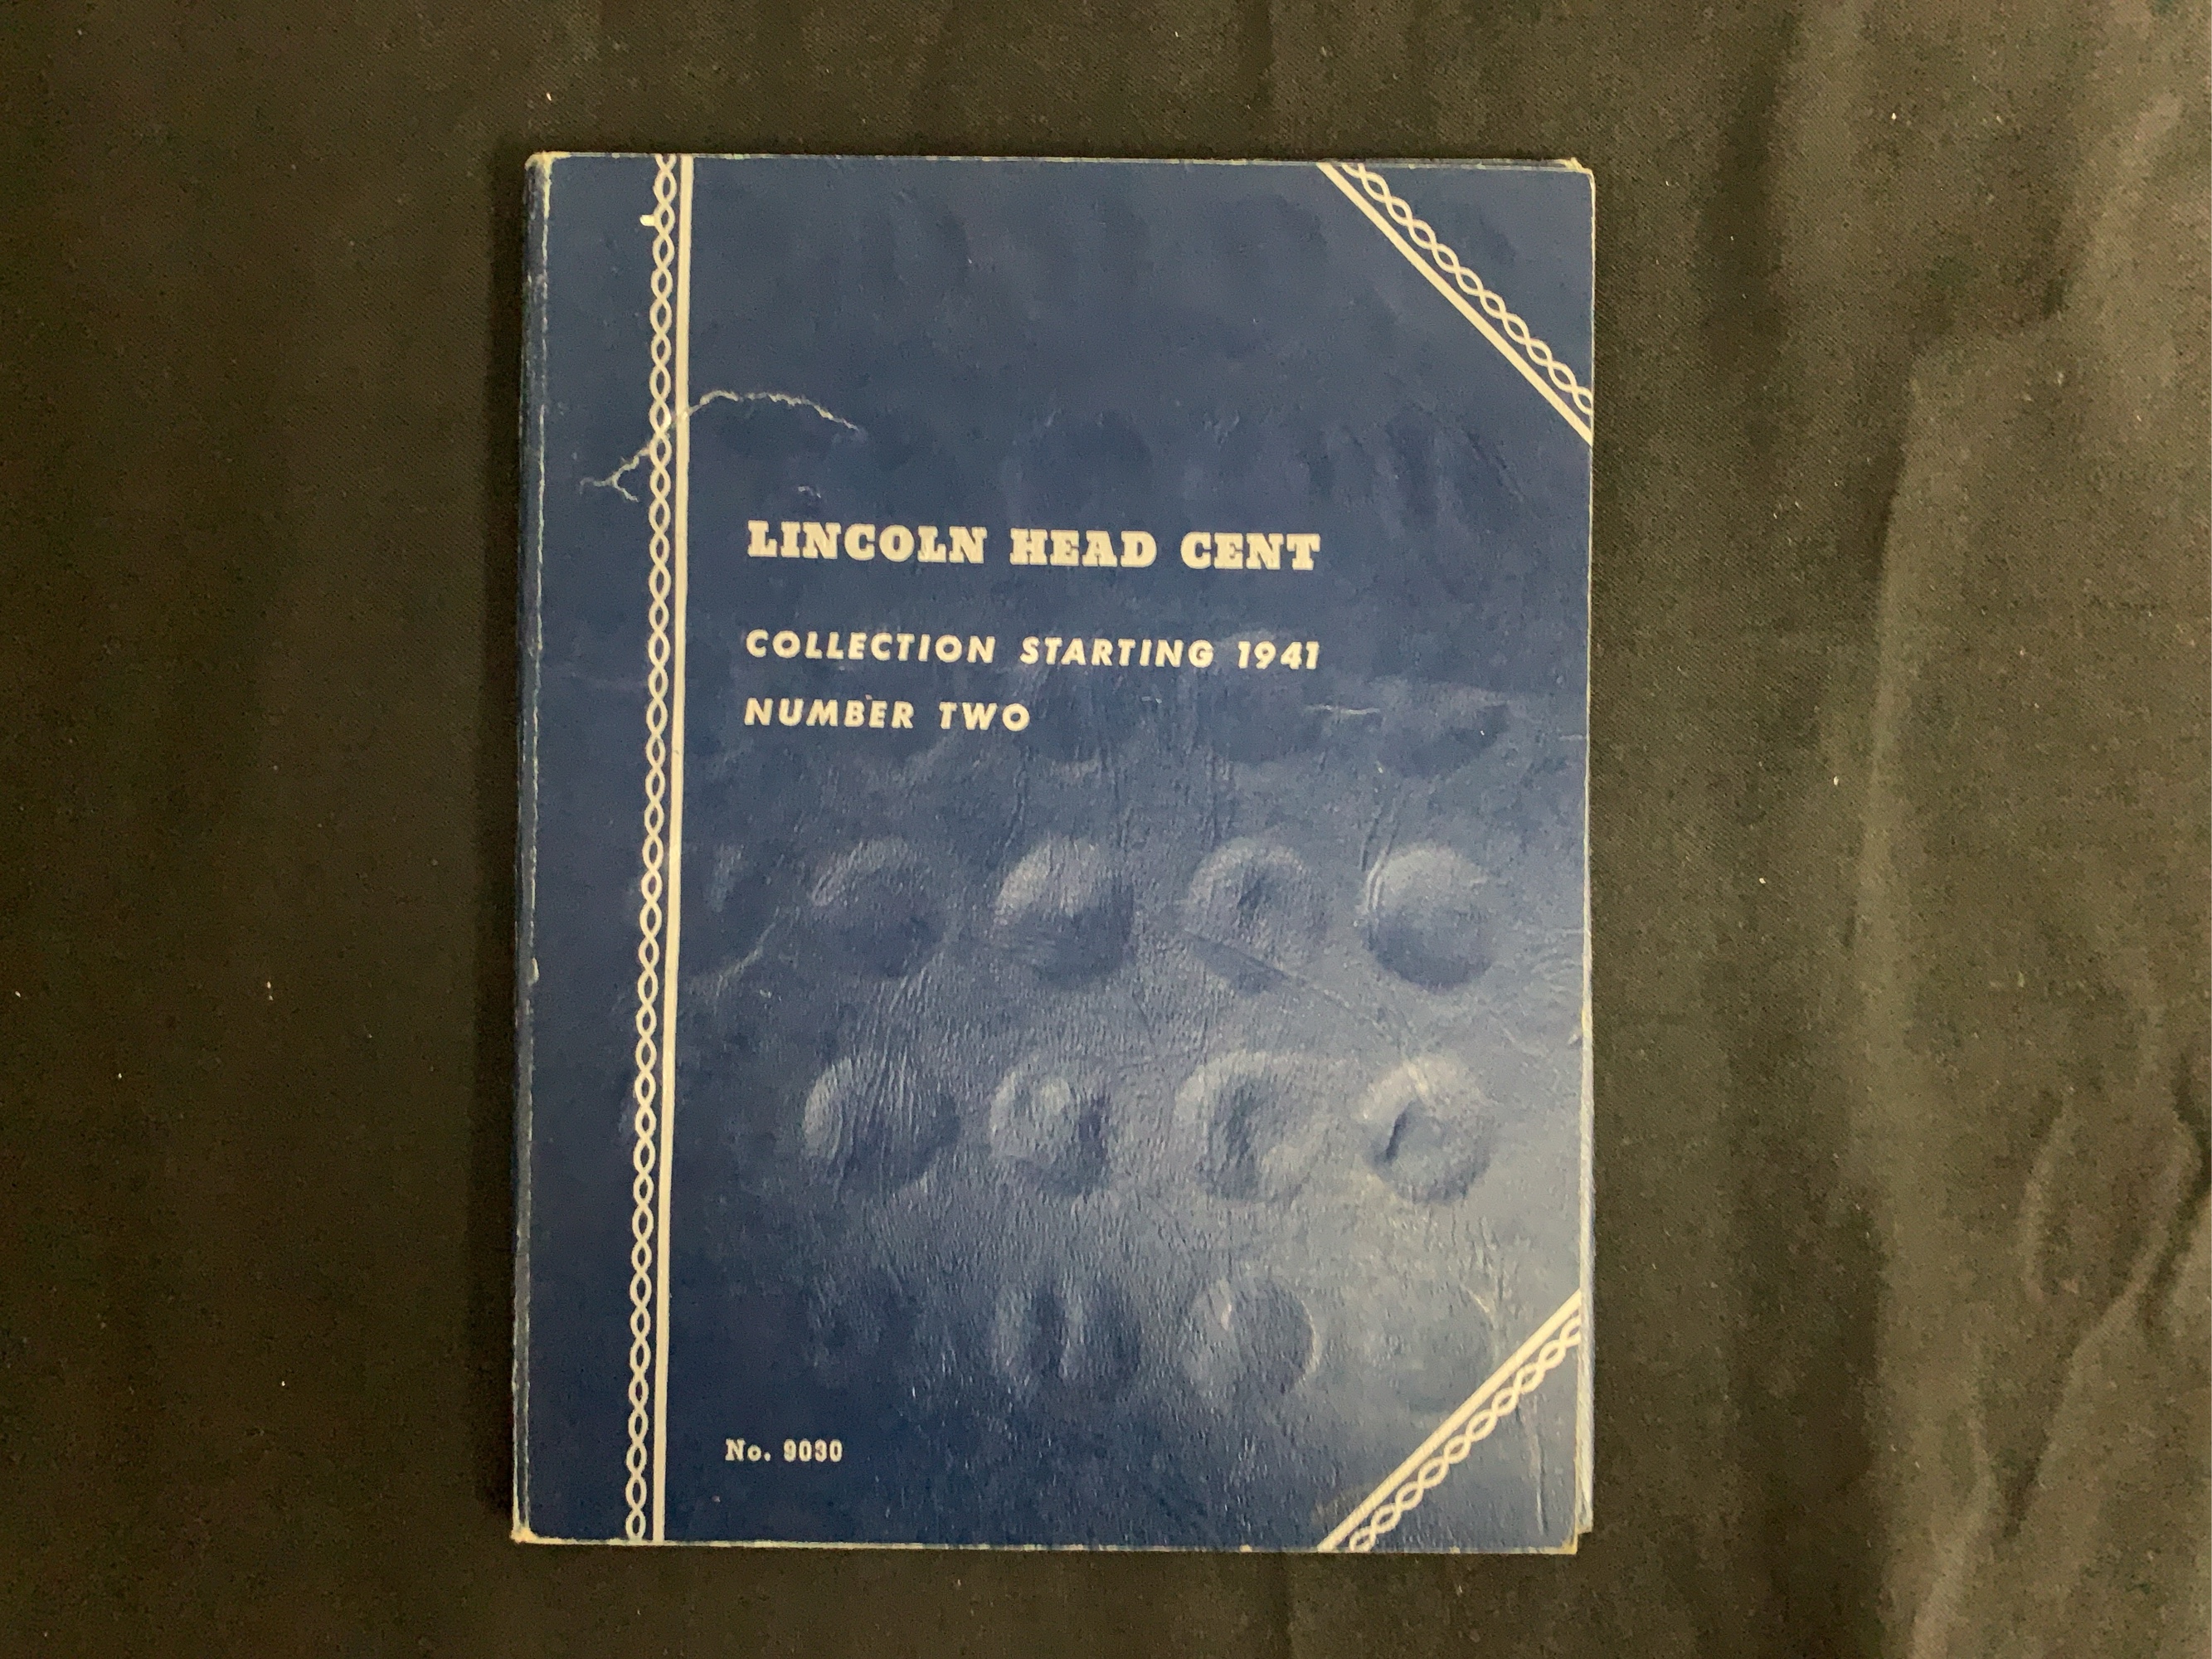 LINCOLN HEAD CENT
COLLECTION STARTING 1941
NUMBER TWO
No. 9030